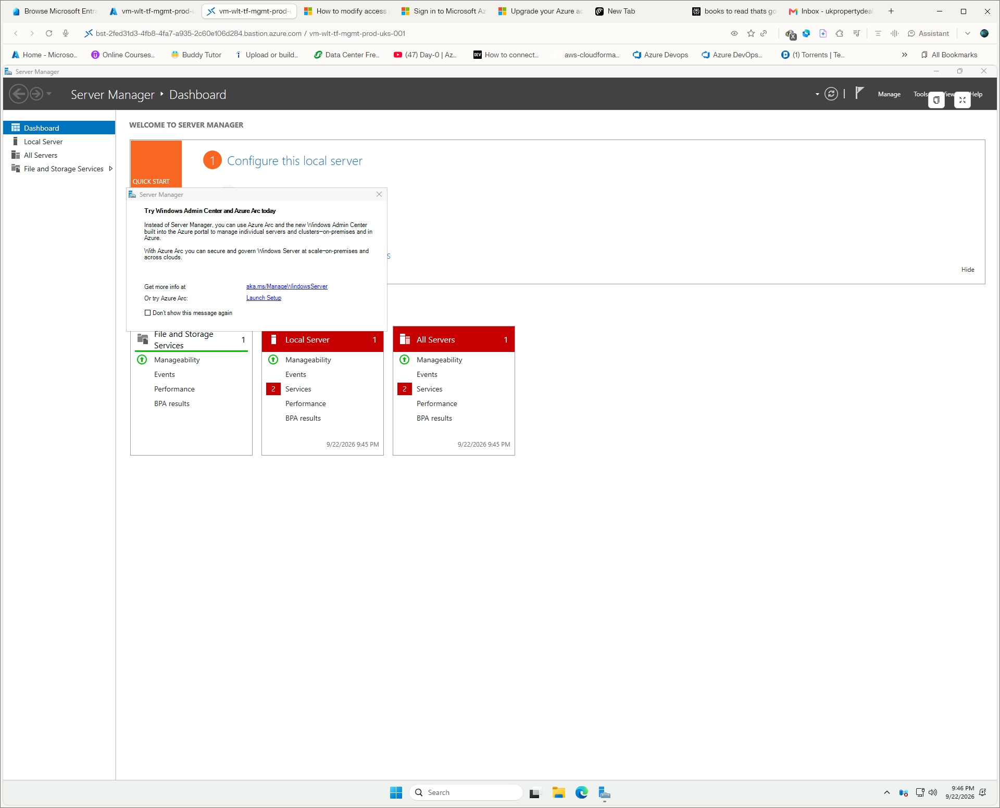 Browse Microsoft Entra
vm-wlt-tf-mgmt-prod-u
vm-wlt-tf-mgmt-prod-u
How to modify access
Sign in to Microsoft Az
Upgrade your Azure ac
New Tab
books to read thats go
Inbox - ukpropertydeal
bst-2fed31d3-4fb8-4fa7-a935-2c60e106d284.bastion.azure.com / vm-wlt-tf-mgmt-prod-uks-001
X
Assistant
Home - Microso...
Online Courses...
Buddy Tutor
Upload or build...
Data Center Fre...
(47) Day-0 | Az...
DEV
How to connect...
aws-cloudforma...
Azure Devops
Azure DevOps...
(1) Torrents | Te...
All Bookmarks
Server Manager
Server Manager
Dashboard
Manage
Tools
View
Help
Dashboard
Local Server
All Servers
File and Storage Services
WELCOME TO SERVER MANAGER
QUICK START
1
Configure this local server
Server Manager
Try Windows Admin Center and Azure Arc today
Instead of Server Manager, you can use Azure Arc and the new Windows Admin Center
built into the Azure portal to manage individual servers and clusters—on-premises and in
Azure.
With Azure Arc you can secure and govern Windows Server at scale—on-premises and
across clouds.
Get more info at
aka.ms/ManageWindowsServer
Or try Azure Arc:
Launch Setup
Don't show this message again
s
Hide
File and Storage
Services
1
Manageability
Events
Performance
BPA results
Local Server
1
Manageability
Events
2
Services
Performance
BPA results
9/22/2026 9:45 PM
All Servers
1
Manageability
Events
2
Services
Performance
BPA results
9/22/2026 9:45 PM
Search
9:46 PM
9/22/2026